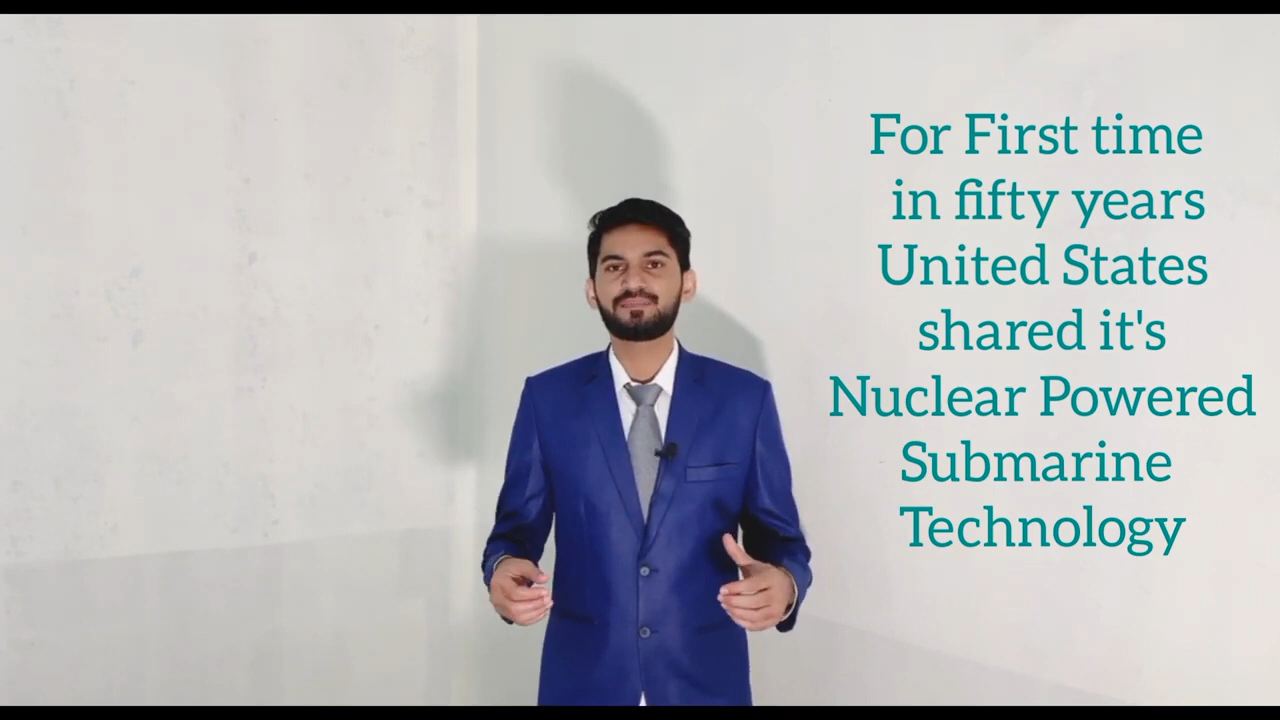 For First time
in fifty years
United States
shared it's
Nuclear Powered
Submarine
Technology